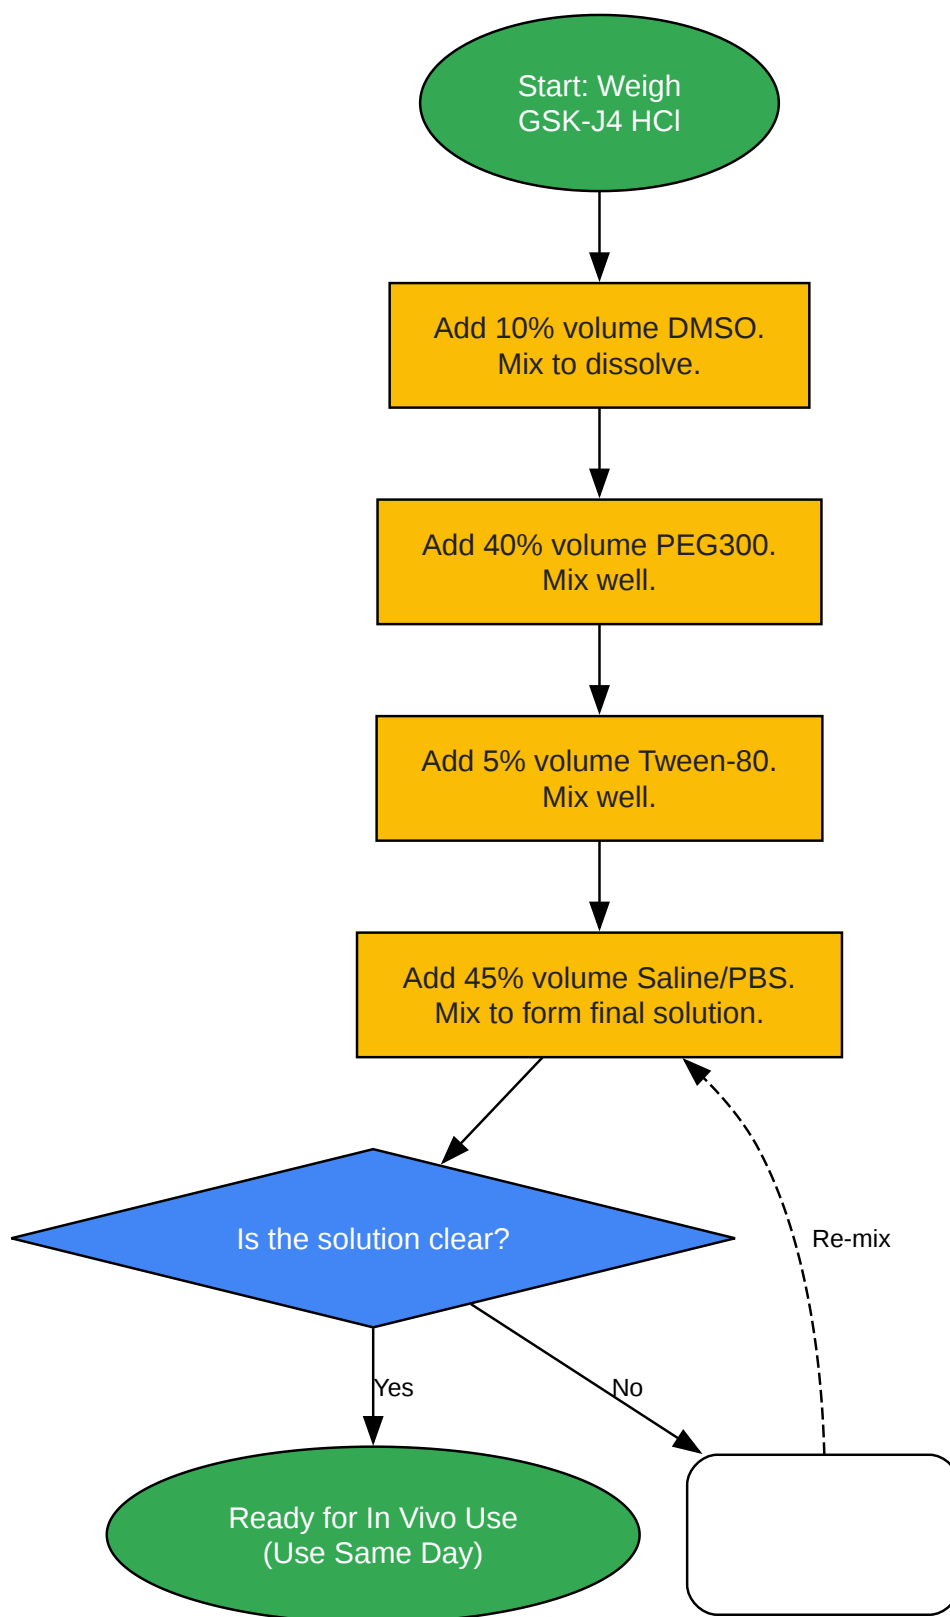 Start: Weigh
GSK-J4 HCl
Add 10% volume DMSO.
Mix to dissolve.
Add 40% volume PEG300.
Mix well.
Add 5% volume Tween-80.
Mix well.
Add 45% volume Saline/PBS.
Mix to form final solution.
Is the solution clear?
Re-mix
Yes
No
Ready for In Vivo Use
(Use Same Day)